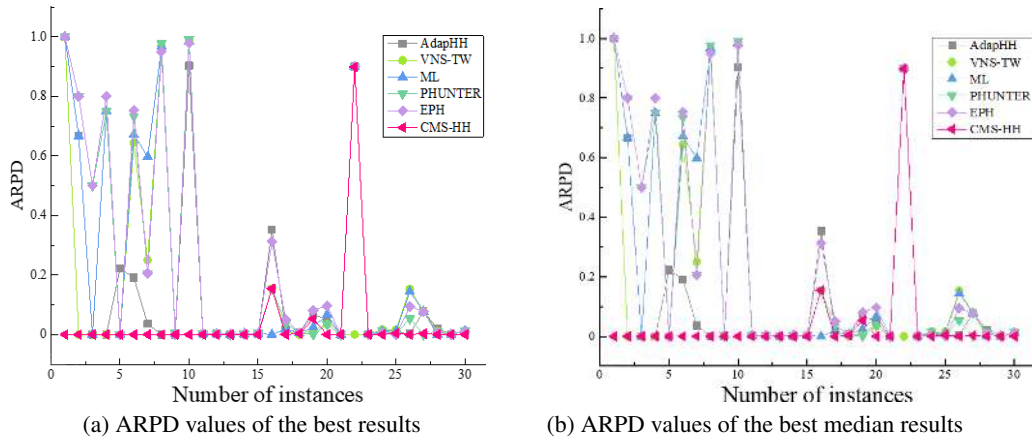 1.0
0.8
0.6
0.4
0.2
0.0
ARPD
0 5 10 15 20 25 30
Number of instances
AdapHH
VNS-TW
ML
PHUNTER
EPH
CMS-HH
(a) ARPD values of the best results
1.0
0.8
0.6
0.4
0.2
0.0
ARPD
0 5 10 15 20 25 30
Number of instances
AdapHH
VNS-TW
ML
PHUNTER
EPH
CMS-HH
(b) ARPD values of the best median results